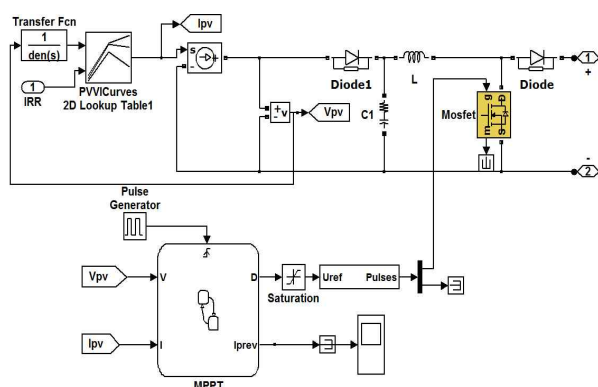 Transfer Fcn
1
den(s)
1
IRR
PVVICurves
2D Lookup Table1
Ipv
s
+
-
+
-
v
Vpv
Diode1
C1
L
Mosfet
g
D
m
S
Diode
1
+
-
2
Pulse
Generator
Vpv
V
Ipv
I
D
Iprev
MPPT
Saturation
Uref
Pulses